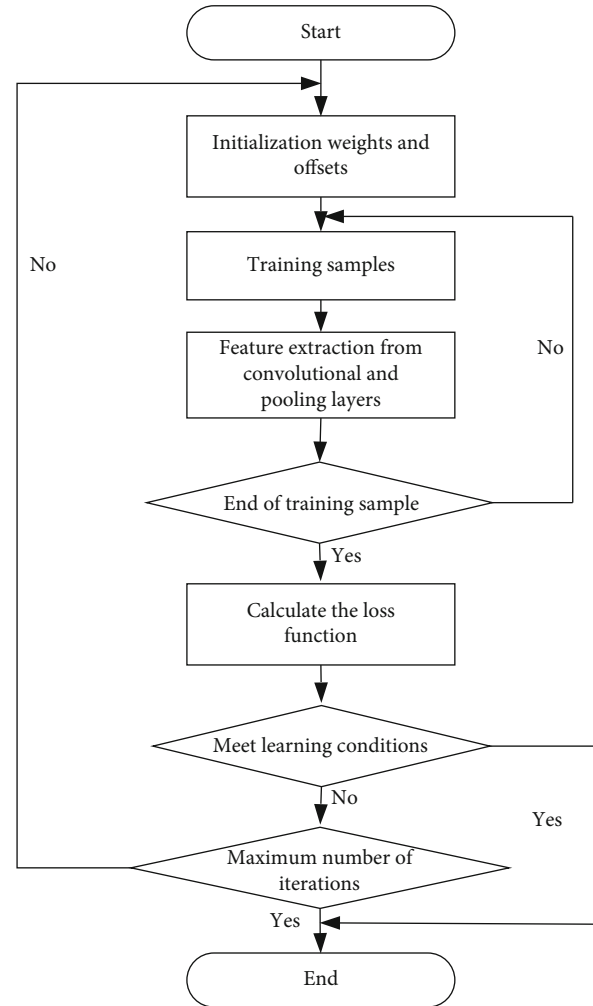 Start
Initialization weights and
offsets
No
Training samples
Feature extraction from
convolutional and
pooling layers
No
End of training sample
Yes
Calculate the loss
function
Meet learning conditions
No
Yes
Maximum number of
iterations
Yes
End